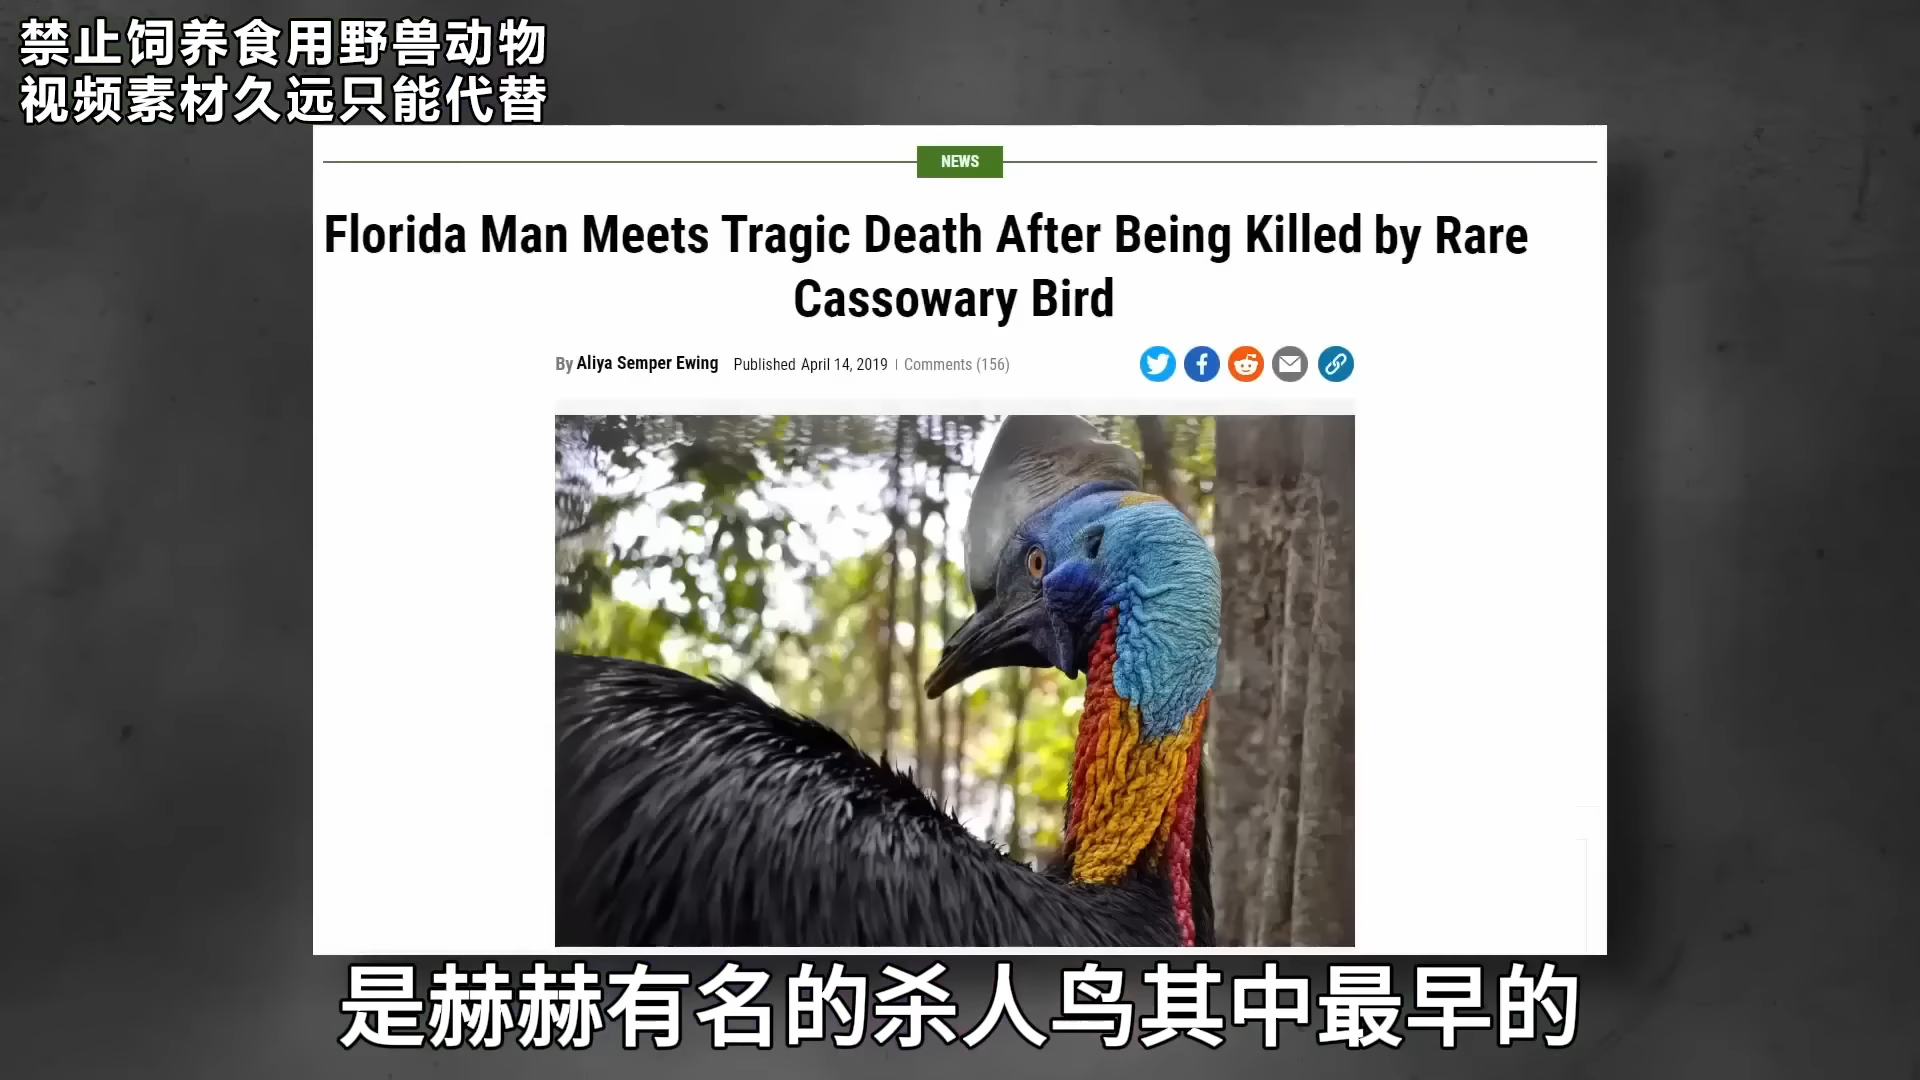 禁止饲养食用野兽动物
视频素材久远只能代替
NEWS
Florida Man Meets Tragic Death After Being Killed by Rare
Cassowary Bird
By Aliya Semper Ewing Published April 14, 2019 | Comments (156)
是赫赫有名的杀人鸟其中最早的